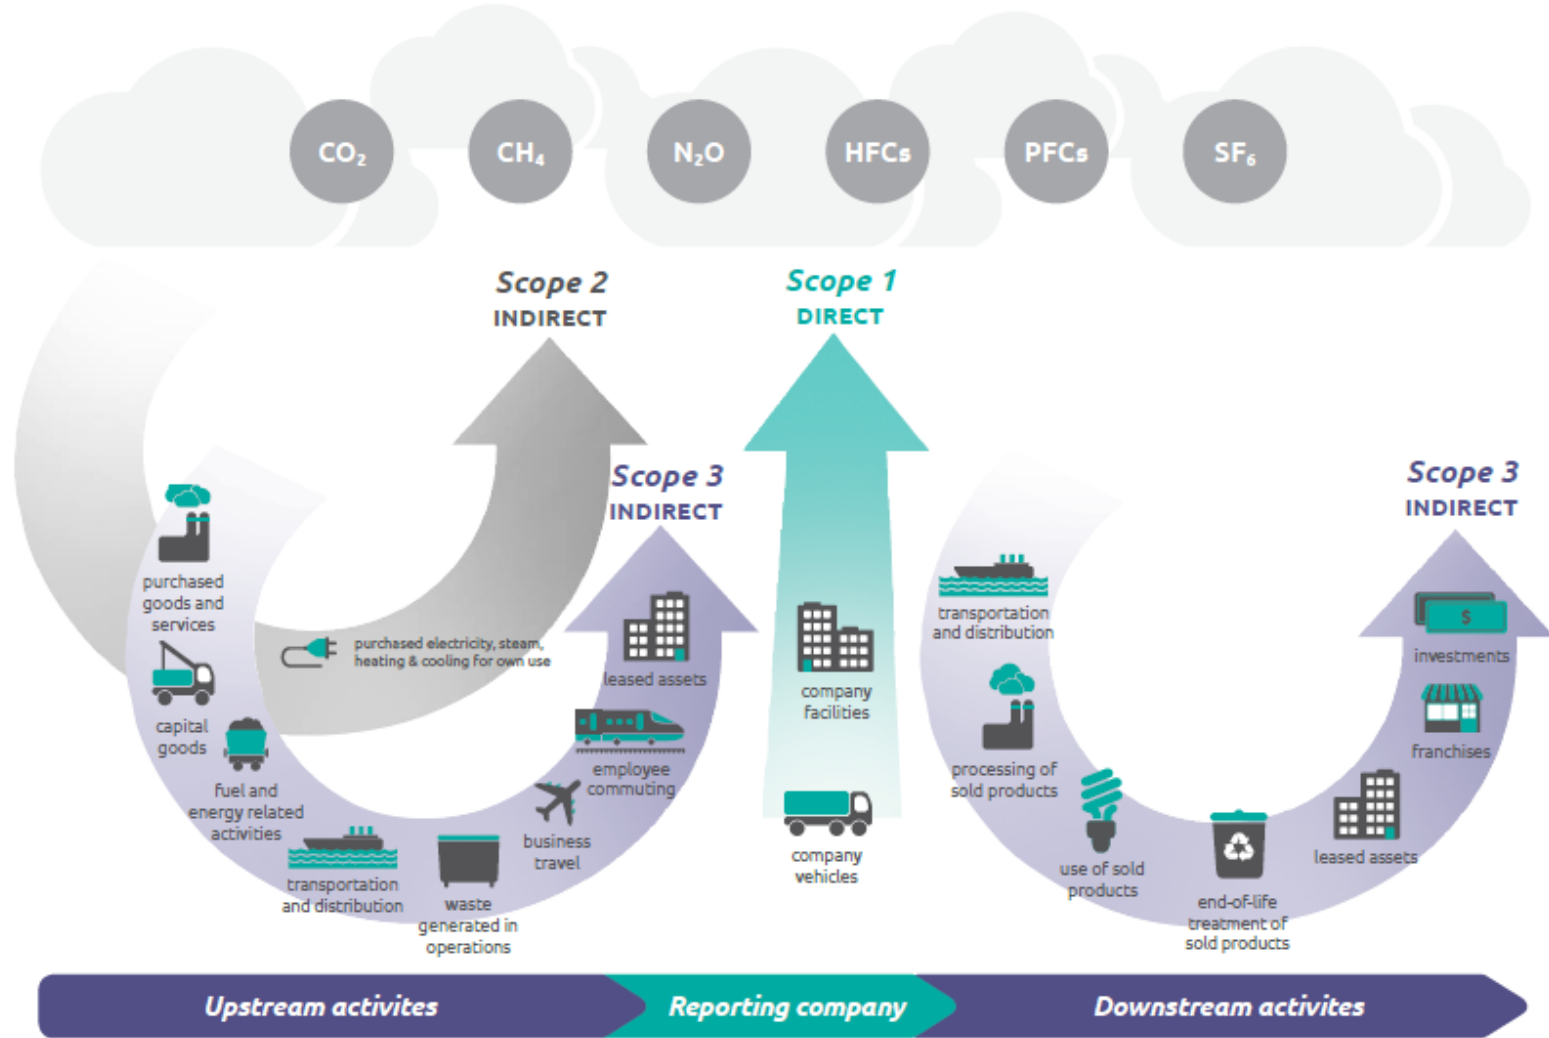 CO₂
CH₄
N₂O
HFCs
PFCs
SF₆
Scope 2
INDIRECT
Scope 1
DIRECT
Scope 3
INDIRECT
Scope 3
INDIRECT
purchased
goods and
services
capital
goods
fuel and
energy related
activities
transportation
and distribution
waste
generated in
operations
business
travel
employee
commuting
leased assets
purchased electricity, steam,
heating & cooling for own use
company
facilities
company
vehicles
transportation
and distribution
processing of
sold products
use of sold
products
end-of-life
treatment of
sold products
leased assets
franchises
$
investments
Upstream activites
Reporting company
Downstream activites